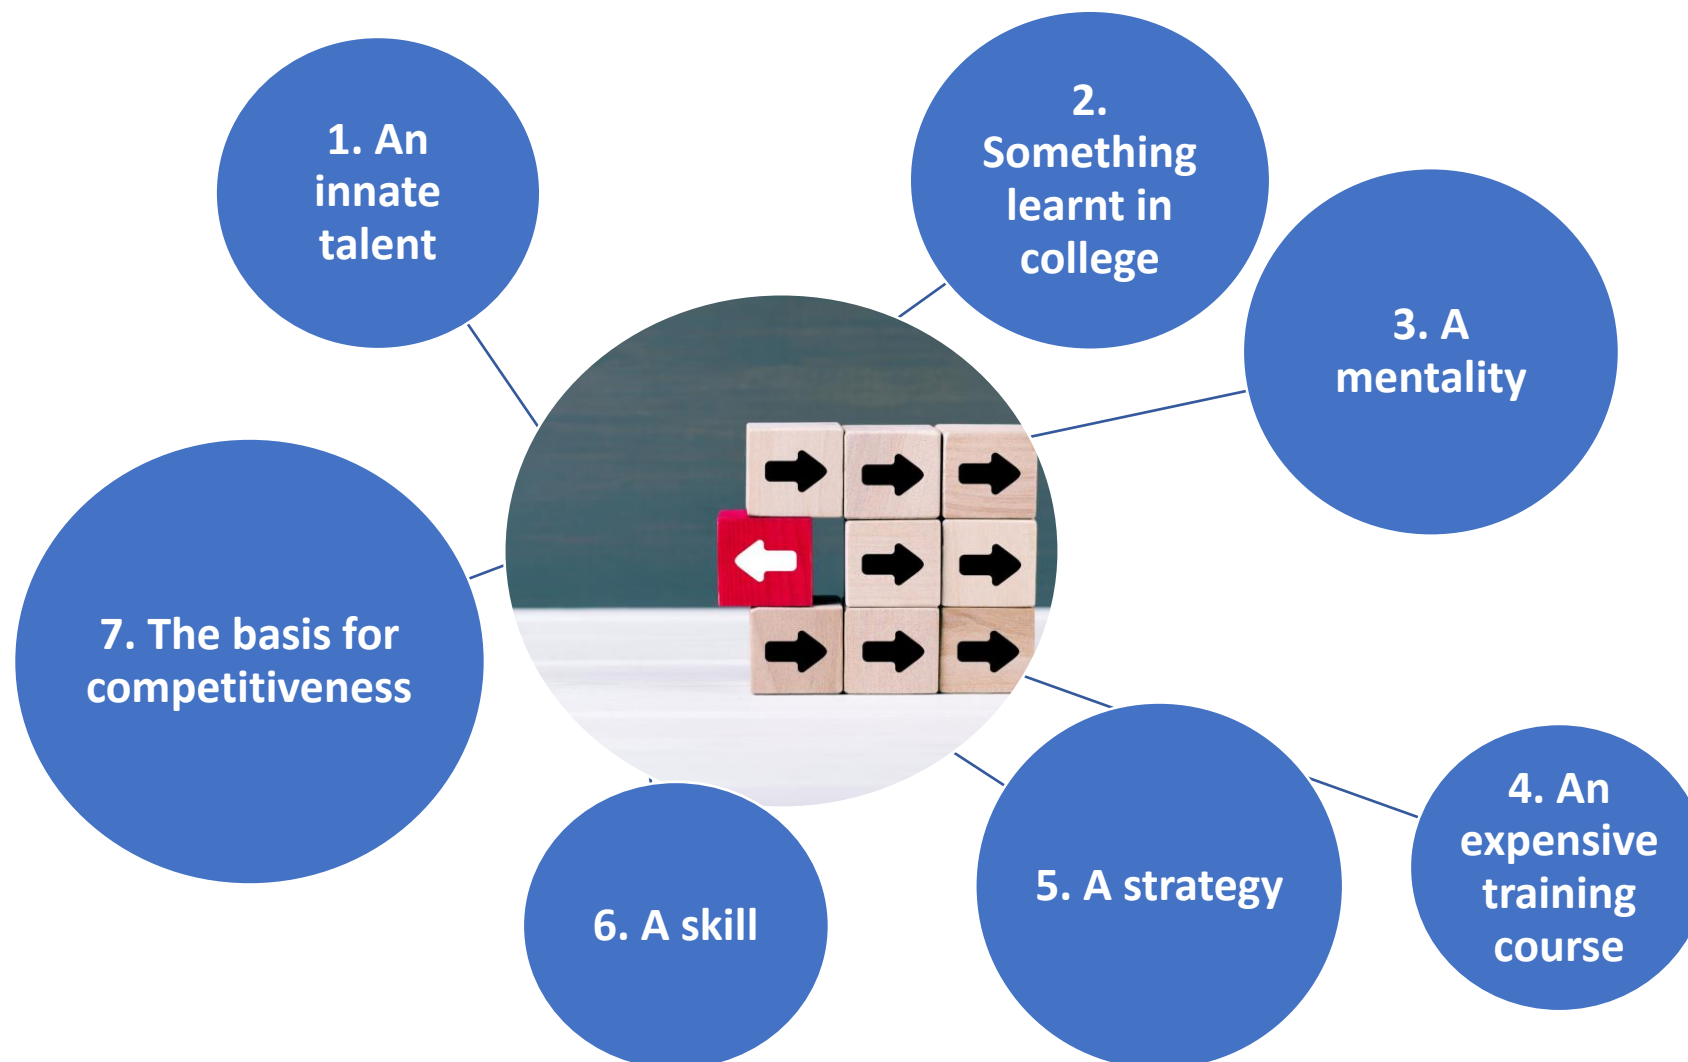 1. An
innate
talent
2.
Something
learnt in
college
3. A
mentality
4. An
expensive
training
course
5. A strategy
6. A skill
7. The basis for
competitiveness